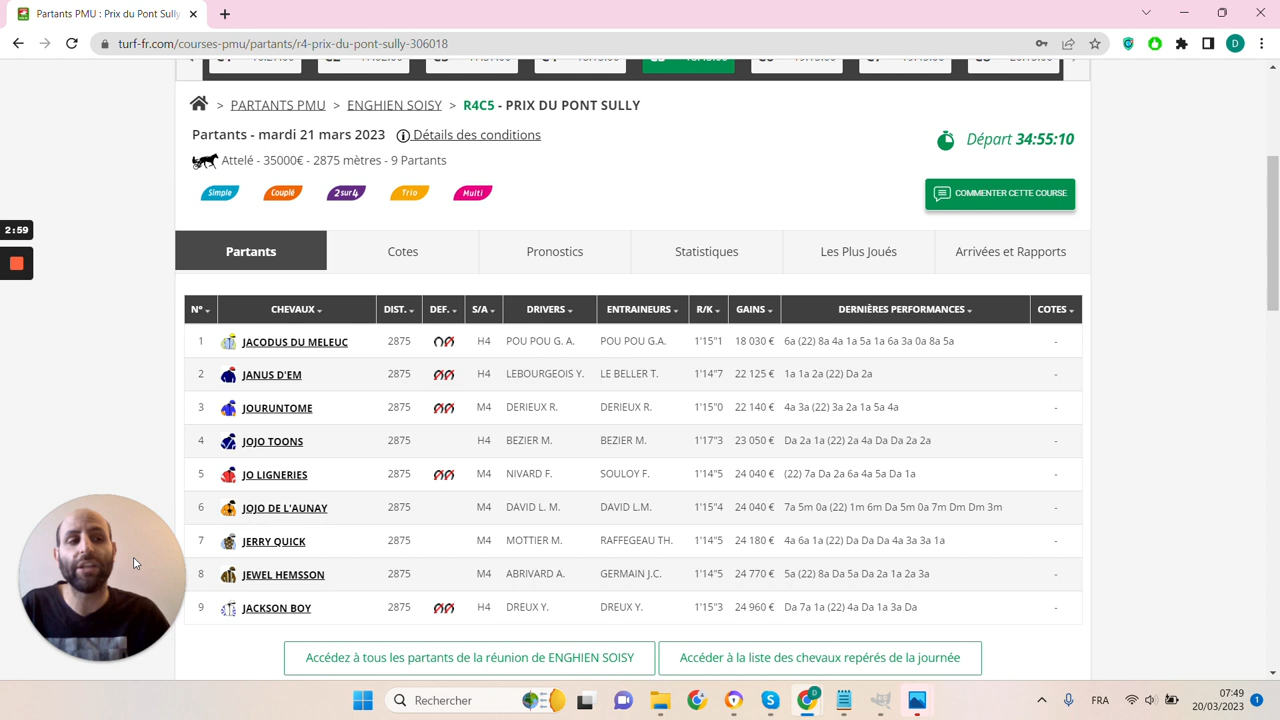 Partants PMU : Prix du Pont Sully
turf-fr.com/courses-pmu/partants/r4-prix-du-pont-sully-306018
> PARTANTS PMU > ENGHIEN SOISY > R4C5 - PRIX DU PONT SULLY
Partants - mardi 21 mars 2023 Détails des conditions
Départ 34:55:10
Attelé - 35000€ - 2875 mètres - 9 Partants
Simple Couplé 2sur4 Trio Multi
COMMENTER CETTE COURSE
2:59
Partants Cotes Pronostics Statistiques Les Plus Joués Arrivées et Rapports
N° CHEVAUX DIST. DEF. S/A DRIVERS ENTRAINEURS R/K GAINS DERNIÈRES PERFORMANCES COTES
1 JACODUS DU MELEUC 2875 H4 POU POU G. A. POU POU G.A. 1'15"1 18 030 € 6a (22) 8a 4a 1a 5a 1a 6a 3a 0a 8a 5a -
2 JANUS D'EM 2875 H4 LEBOURGEOIS Y. LE BELLER T. 1'14"7 22 125 € 1a 1a 2a (22) Da 2a -
3 JOURUNTOME 2875 M4 DERIEUX R. DERIEUX R. 1'15"0 22 140 € 4a 3a (22) 3a 2a 1a 5a 4a -
4 JOJO TOONS 2875 H4 BEZIER M. BEZIER M. 1'17"3 23 050 € Da 2a 1a (22) 2a 4a Da Da 2a 2a -
5 JO LIGNERIES 2875 M4 NIVARD F. SOULOY F. 1'14"5 24 040 € (22) 7a Da 2a 6a 4a 5a Da 1a -
6 JOJO DE L'AUNAY 2875 M4 DAVID L. M. DAVID L.M. 1'15"4 24 040 € 7a 5m 0a (22) 1m 6m Da 5m 0a 7m Dm Dm 3m -
7 JERRY QUICK 2875 M4 MOTTIER M. RAFFEGEAU TH. 1'14"5 24 180 € 4a 6a 1a (22) Da Da Da 4a 3a 3a 1a -
8 JEWEL HEMSSON 2875 M4 ABRIVARD A. GERMAIN J.C. 1'14"5 24 770 € 5a (22) 8a Da 5a Da 2a 1a 2a 3a -
9 JACKSON BOY 2875 H4 DREUX Y. DREUX Y. 1'15"3 24 960 € Da 7a 1a (22) 4a Da 1a 3a Da -
Accédez à tous les partants de la réunion de ENGHIEN SOISY Accéder à la liste des chevaux repérés de la journée
Rechercher
FRA
07:49
20/03/2023